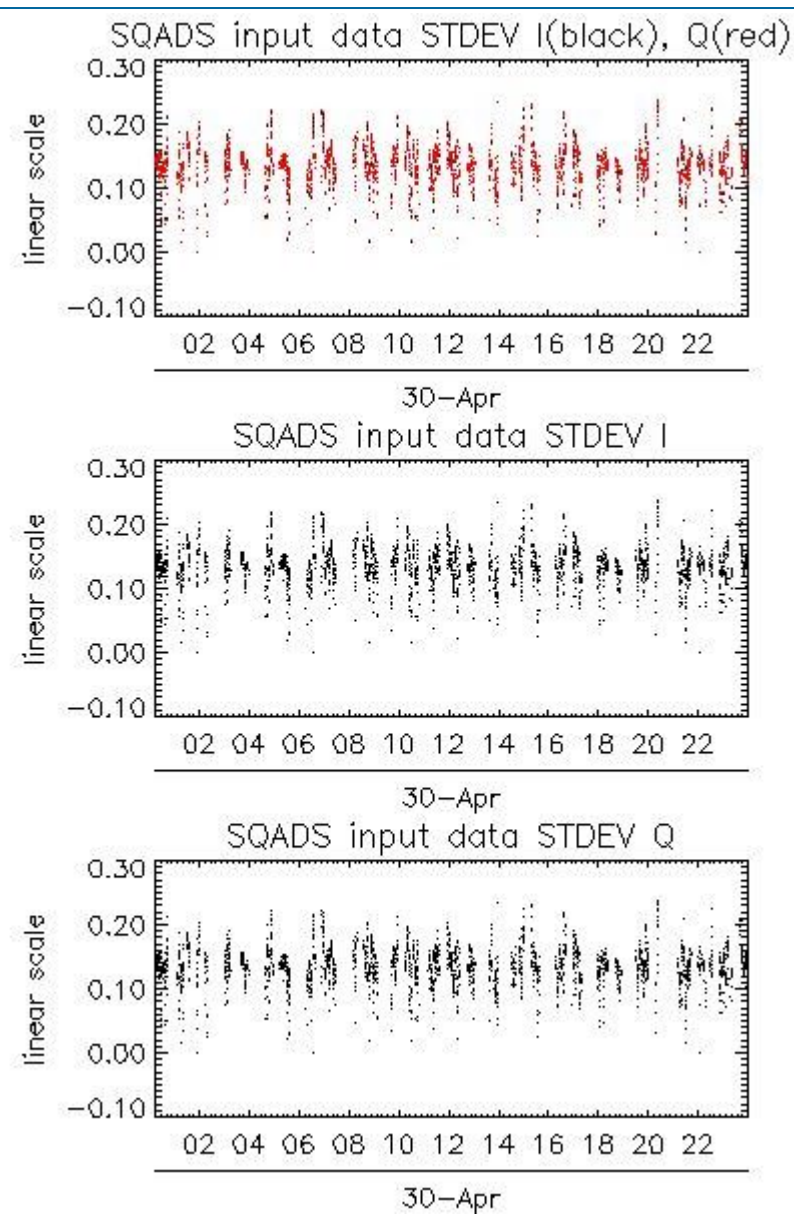 SQADS input data STDEV I(black), Q(red)
0.30
0.20
0.10
0.00
−0.10
linear scale
02 04 06 08 10 12 14 16 18 20 22
30−Apr
SQADS input data STDEV I
0.30
0.20
0.10
0.00
−0.10
linear scale
02 04 06 08 10 12 14 16 18 20 22
30−Apr
SQADS input data STDEV Q
0.30
0.20
0.10
0.00
−0.10
linear scale
02 04 06 08 10 12 14 16 18 20 22
30−Apr